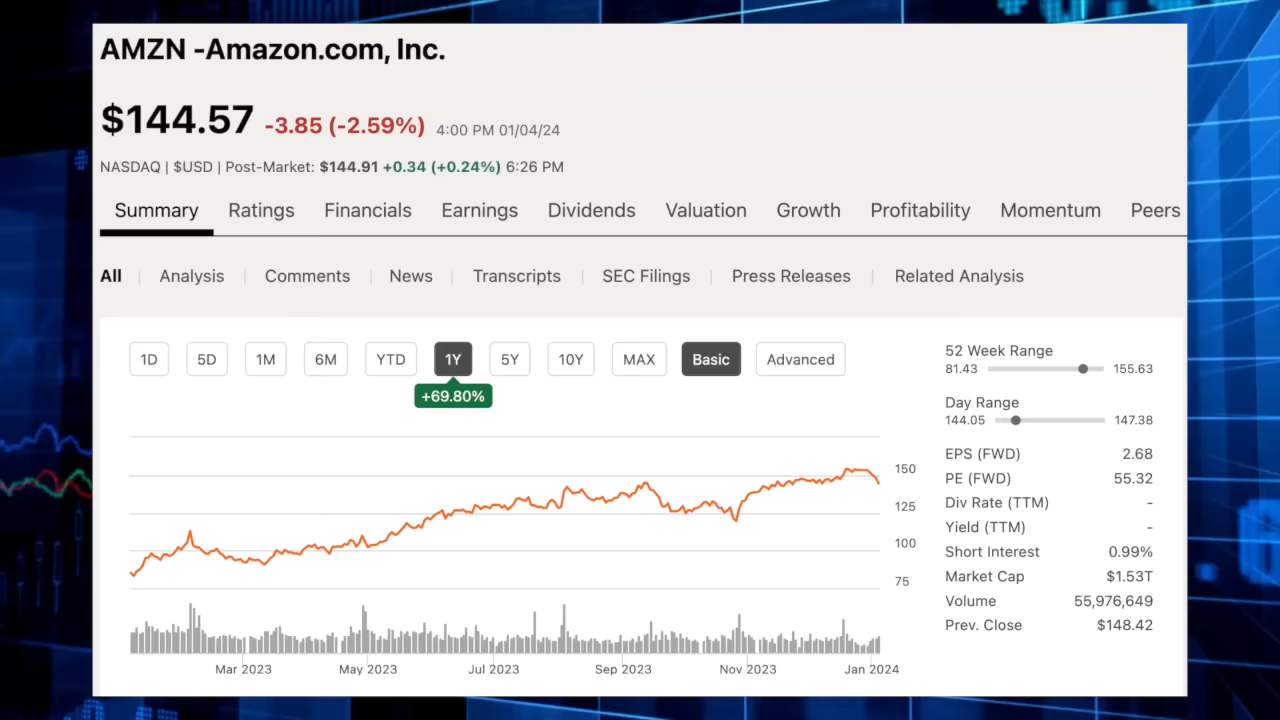 AMZN -Amazon.com, Inc.
$144.57 -3.85 (-2.59%) 4:00 PM 01/04/24
NASDAQ | $USD | Post-Market: $144.91 +0.34 (+0.24%) 6:26 PM
Summary Ratings Financials Earnings Dividends Valuation Growth Profitability Momentum Peers
All | Analysis | Comments | News | Transcripts | SEC Filings | Press Releases | Related Analysis
1D 5D 1M 6M YTD 1Y 5Y 10Y MAX Basic Advanced
+69.80%
150
125
100
75
Mar 2023 May 2023 Jul 2023 Sep 2023 Nov 2023 Jan 2024
52 Week Range
81.43 155.63
Day Range
144.05 147.38
EPS (FWD) 2.68
PE (FWD) 55.32
Div Rate (TTM) -
Yield (TTM) -
Short Interest 0.99%
Market Cap $1.53T
Volume 55,976,649
Prev. Close $148.42